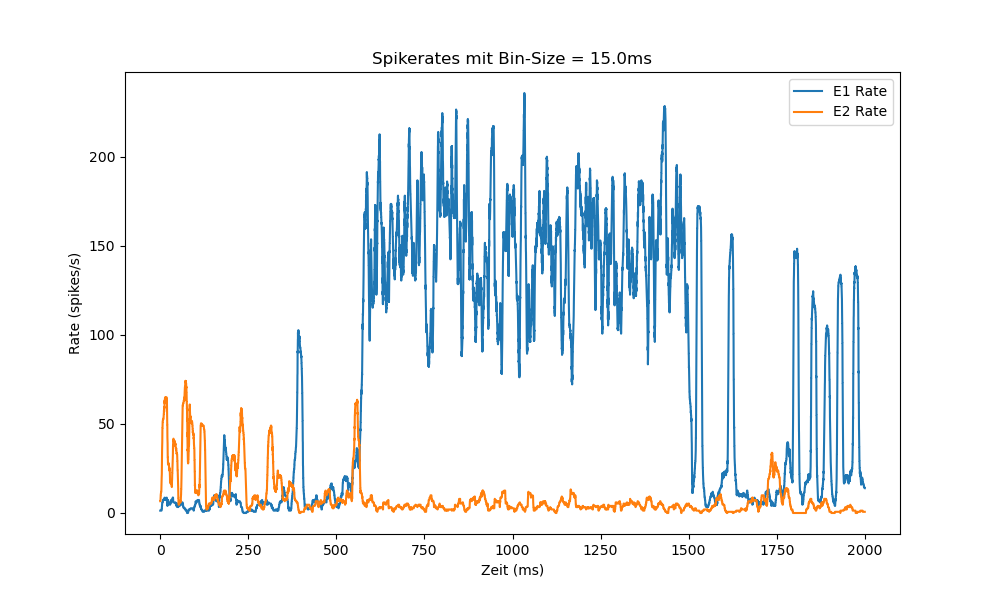 Spikerates mit Bin-Size = 15.0ms
E1 Rate
E2 Rate
Rate (spikes/s)
200
150
100
50
0
0 250 500 750 1000 1250 1500 1750 2000
Zeit (ms)